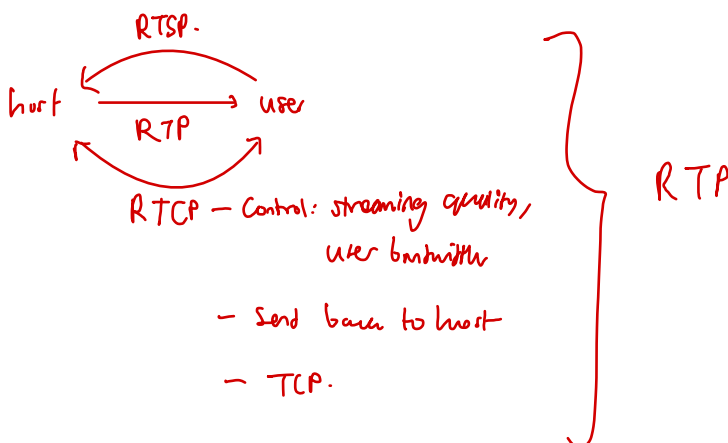 RTSP.
host → user
RTP
RTCP – Control: streaming quality,
user bandwidth
– Send back to host
– TCP.
RTP